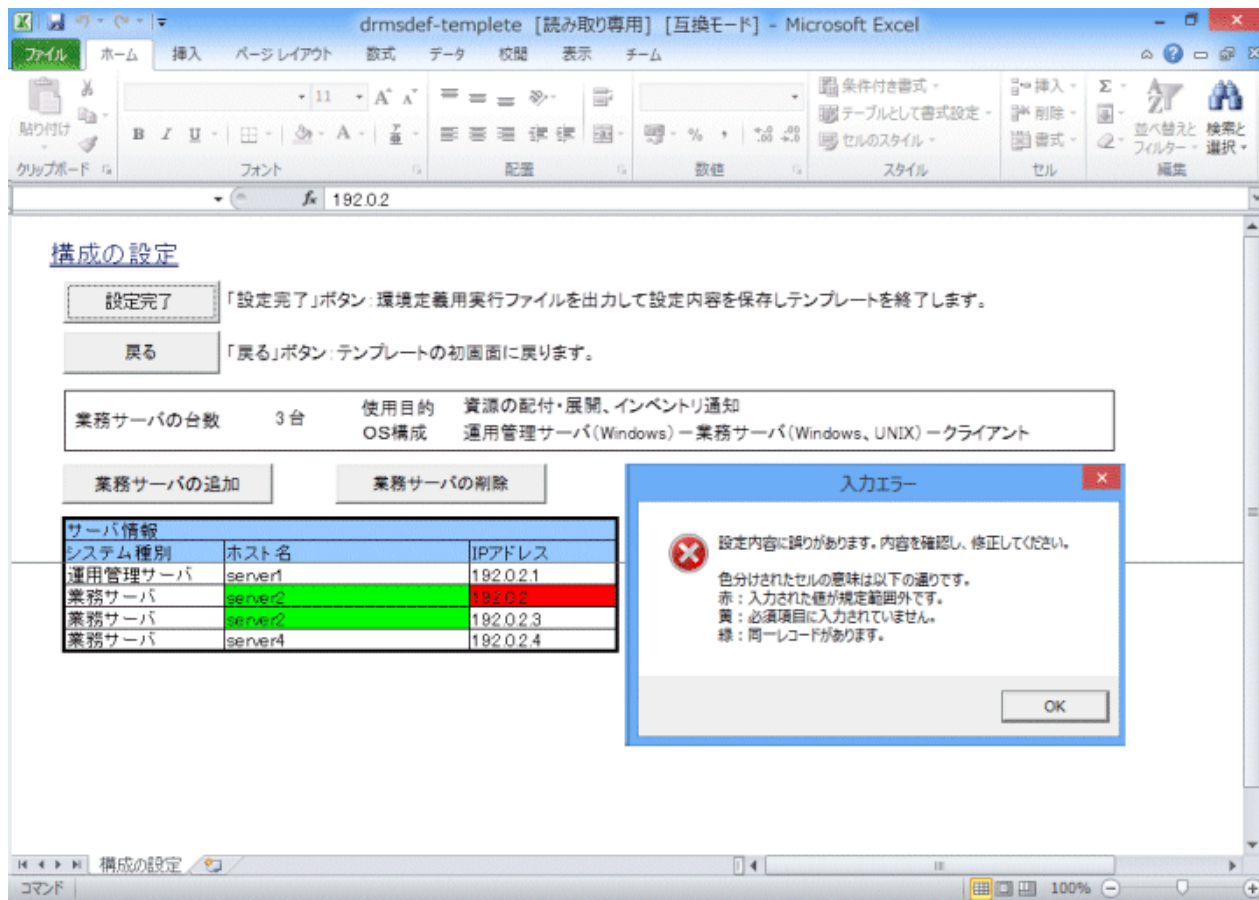 drmsdef-templete [読み取り専用] [互換モード] - Microsoft Excel
ファイル ホーム 挿入 ページ レイアウト 数式 データ 校閲 表示 チーム
貼り付け
11
B I U A
条件付き書式
テーブルとして書式設定
セルのスタイル
挿入
削除
書式
並べ替えと
フィルター
検索と
選択
クリップボード フォント 配置 数値 スタイル セル 編集
fx 192.0.2
構成の設定
設定完了 「設定完了」ボタン:環境定義用実行ファイルを出力して設定内容を保存しテンプレートを終了します。
戻る 「戻る」ボタン:テンプレートの初画面に戻ります。
業務サーバの台数 3台 使用目的 資源の配付・展開、インベントリ通知
OS構成 運用管理サーバ(Windows)-業務サーバ(Windows、UNIX)-クライアント
業務サーバの追加 業務サーバの削除
サーバ情報
システム種別 ホスト名 IPアドレス
運用管理サーバ server1 192.0.2.1
業務サーバ server2 192.0.2
業務サーバ server2 192.0.2.3
業務サーバ server4 192.0.2.4
入力エラー
設定内容に誤りがあります。内容を確認し、修正してください。
色分けされたセルの意味は以下の通りです。
赤:入力された値が規定範囲外です。
黄:必須項目に入力されていません。
緑:同一レコードがあります。
OK
構成の設定
コマンド 100%